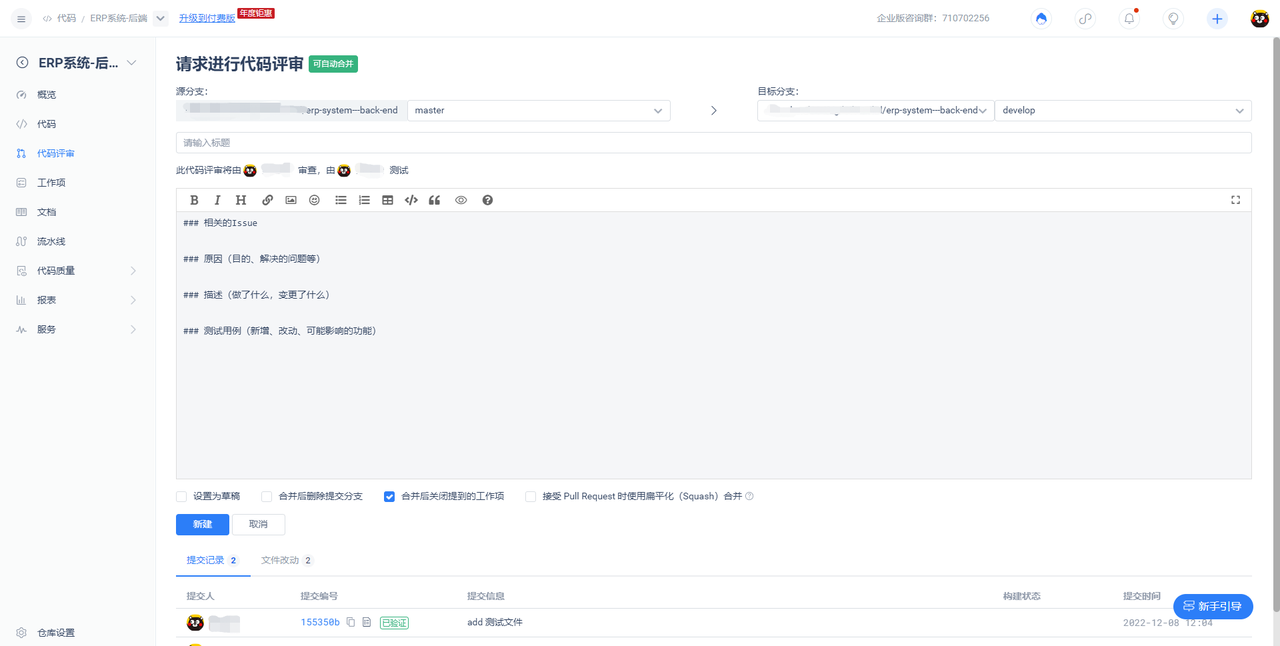 代码 / ERP系统-后端 升级到付费版 年度钜惠 企业版咨询群：710702256
ERP系统-后...
概览
代码
代码评审
工作项
文档
流水线
代码质量
报表
服务
仓库设置
请求进行代码评审 可自动合并
源分支： 目标分支：
erp-system---back-end master /erp-system---back-end develop
请输入标题
此代码评审将由 审查，由 测试
B I H
### 相关的Issue
### 原因（目的、解决的问题等）
### 描述（做了什么，变更了什么）
### 测试用例（新增、改动、可能影响的功能）
设置为草稿 合并后删除提交分支 合并后关闭提到的工作项 接受 Pull Request 时使用扁平化（Squash）合并
新建 取消
提交记录 2 文件改动 2
提交人 提交编号 提交信息 构建状态 提交时间
新手引导
155350b 已验证 add 测试文件 2022-12-08 12:04